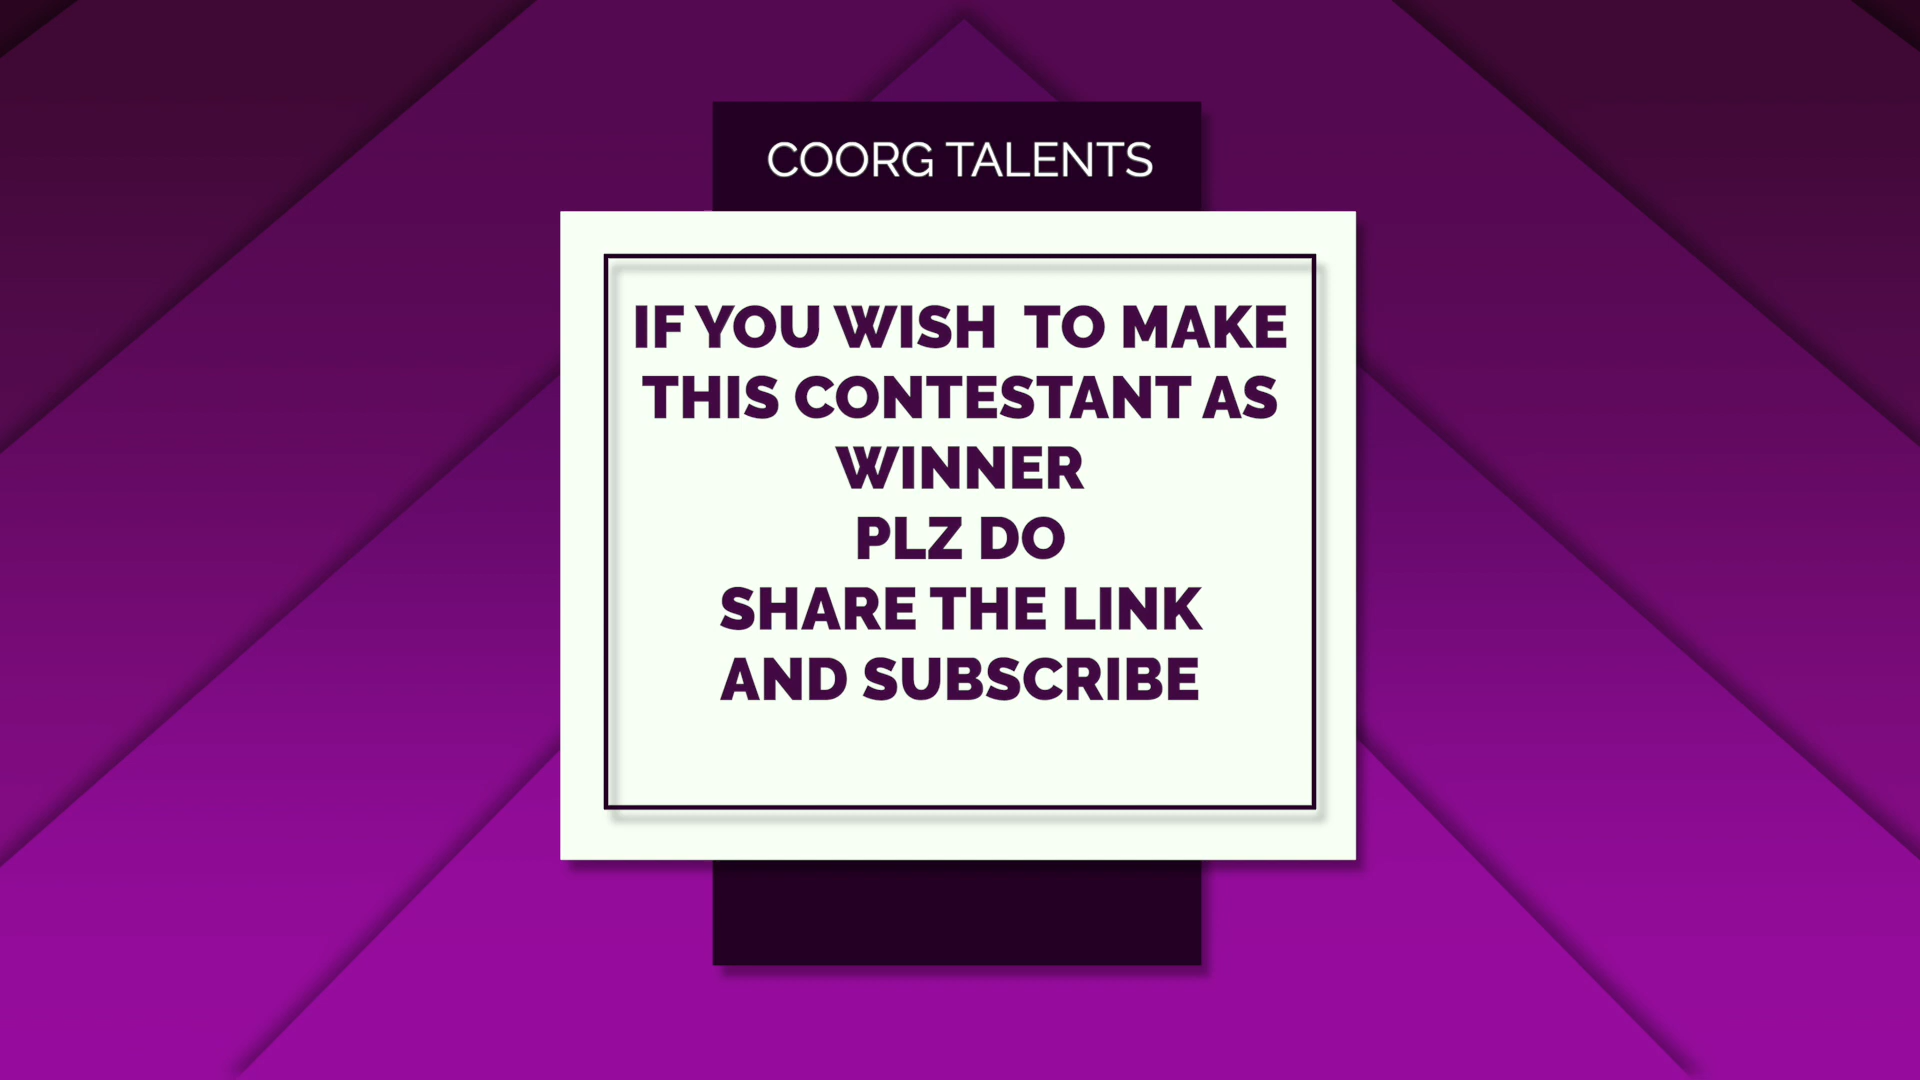 COORG TALENTS
IF YOU WISH  TO MAKE
THIS CONTESTANT AS
WINNER
PLZ DO
SHARE THE LINK
AND SUBSCRIBE